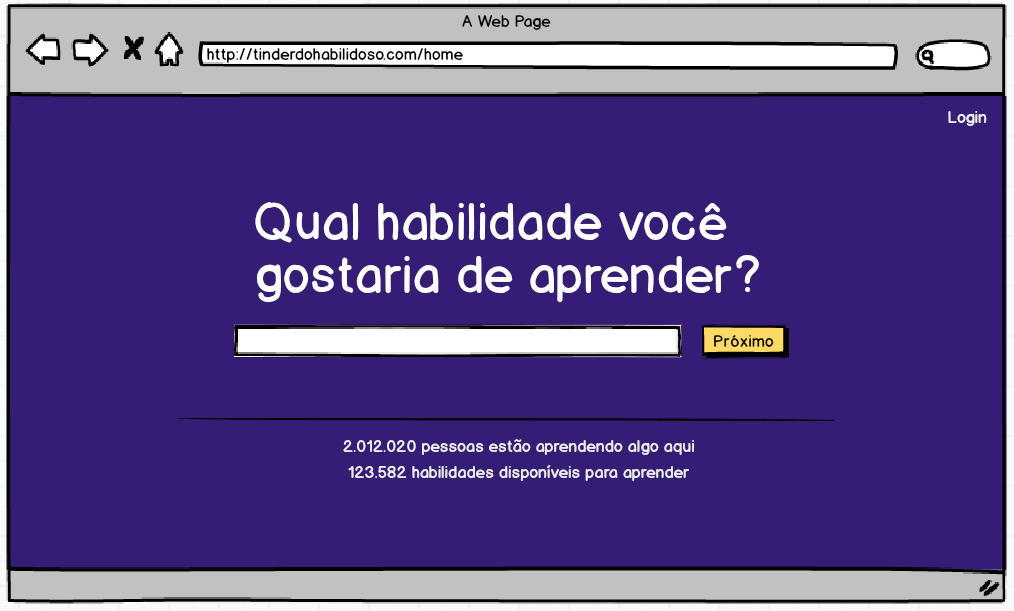 A Web Page
http://tinderdohabilidoso.com/home
Login
Qual habilidade você
gostaria de aprender?
Próximo
2.012.020 pessoas estão aprendendo algo aqui
123.582 habilidades disponíveis para aprender